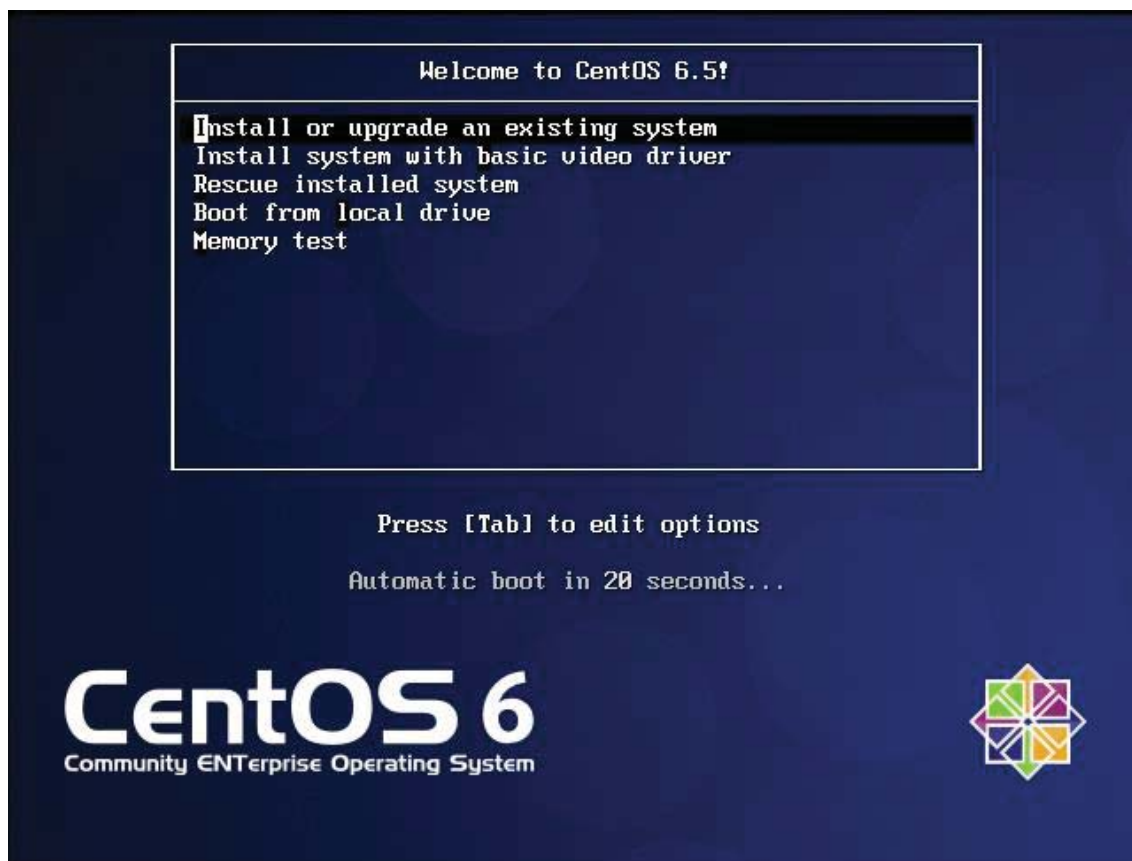 Welcome to CentOS 6.5!
Install or upgrade an existing system
Install system with basic video driver
Rescue installed system
Boot from local drive
Memory test
Press [Tab] to edit options
Automatic boot in 20 seconds...
CentOS 6
Community ENTerprise Operating System